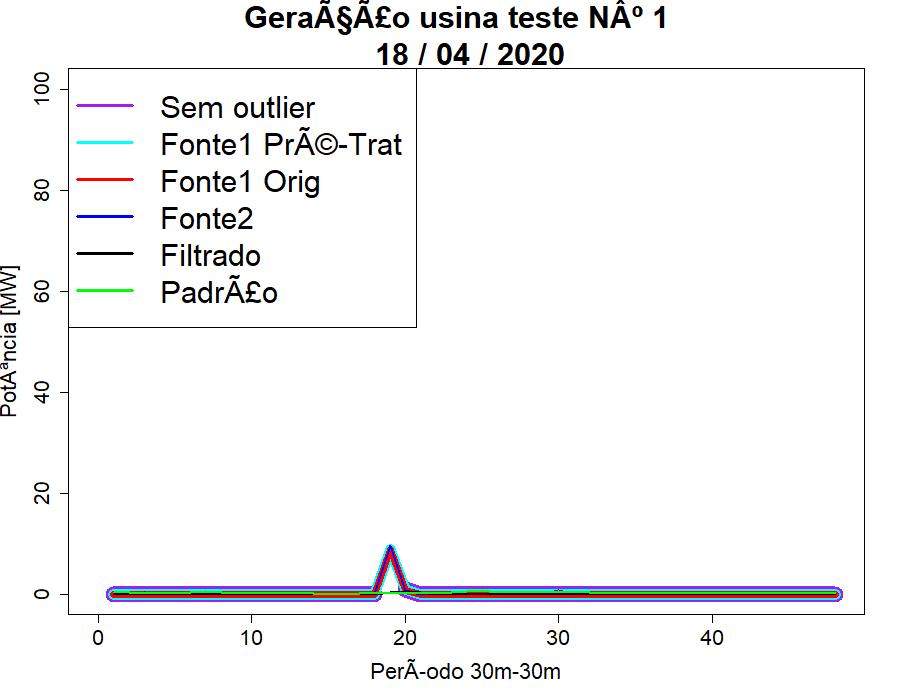 GeraÃ§Ã£o usina teste NÂº 1
18 / 04 / 2020
Sem outlier
Fonte1 PrÃ©-Trat
Fonte1 Orig
Fonte2
Filtrado
PadrÃ£o
PotÃªncia [MW]
100
80
60
40
20
0
0 10 20 30 40
PerÃ-odo 30m-30m